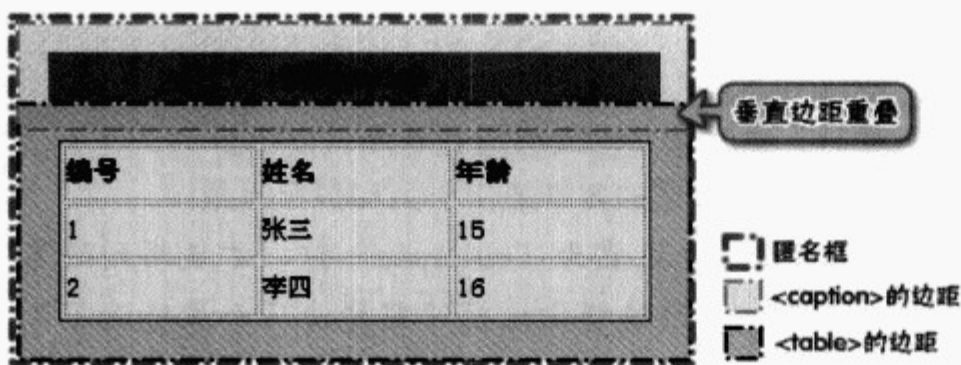 垂直边距重叠
编号 姓名 年龄
1 张三 15
2 李四 16
匿名框
<caption>的边距
<table>的边距